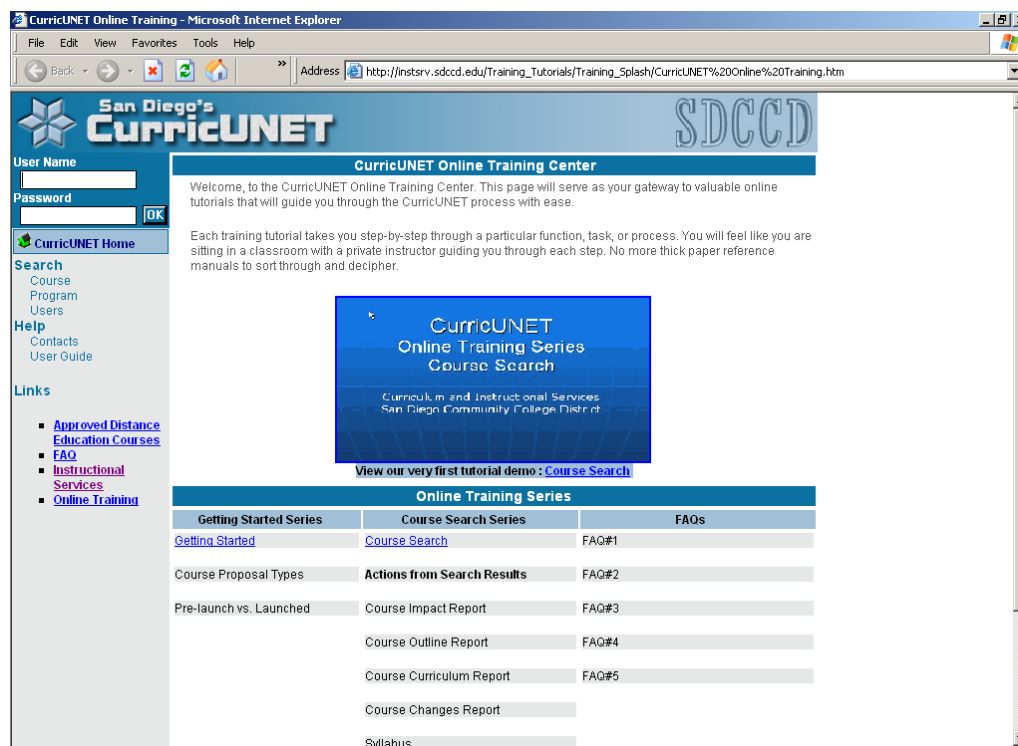 CurricUNET Online Training - Microsoft Internet Explorer
File Edit View Favorites Tools Help
Back » Address http://instsrv.sdccd.edu/Training_Tutorials/Training_Splash/CurricUNET%20Online%20Training.htm
San Diego's
CurricUNET
SDCCD
User Name
Password
OK
CurricUNET Home
Search
Course
Program
Users
Help
Contacts
User Guide
Links
Approved Distance
Education Courses
FAQ
Instructional
Services
Online Training
CurricUNET Online Training Center
Welcome, to the CurricUNET Online Training Center. This page will serve as your gateway to valuable online
tutorials that will guide you through the CurricUNET process with ease.
Each training tutorial takes you step-by-step through a particular function, task, or process. You will feel like you are
sitting in a classroom with a private instructor guiding you through each step. No more thick paper reference
manuals to sort through and decipher.
CurricUNET
Online Training Series
Course Search
Curriculum and Instructional Services
San Diego Community College District
View our very first tutorial demo : Course Search
Online Training Series
Getting Started Series Course Search Series FAQs
Getting Started Course Search FAQ#1
Course Proposal Types Actions from Search Results FAQ#2
Pre-launch vs. Launched Course Impact Report FAQ#3
Course Outline Report FAQ#4
Course Curriculum Report FAQ#5
Course Changes Report
Syllabus